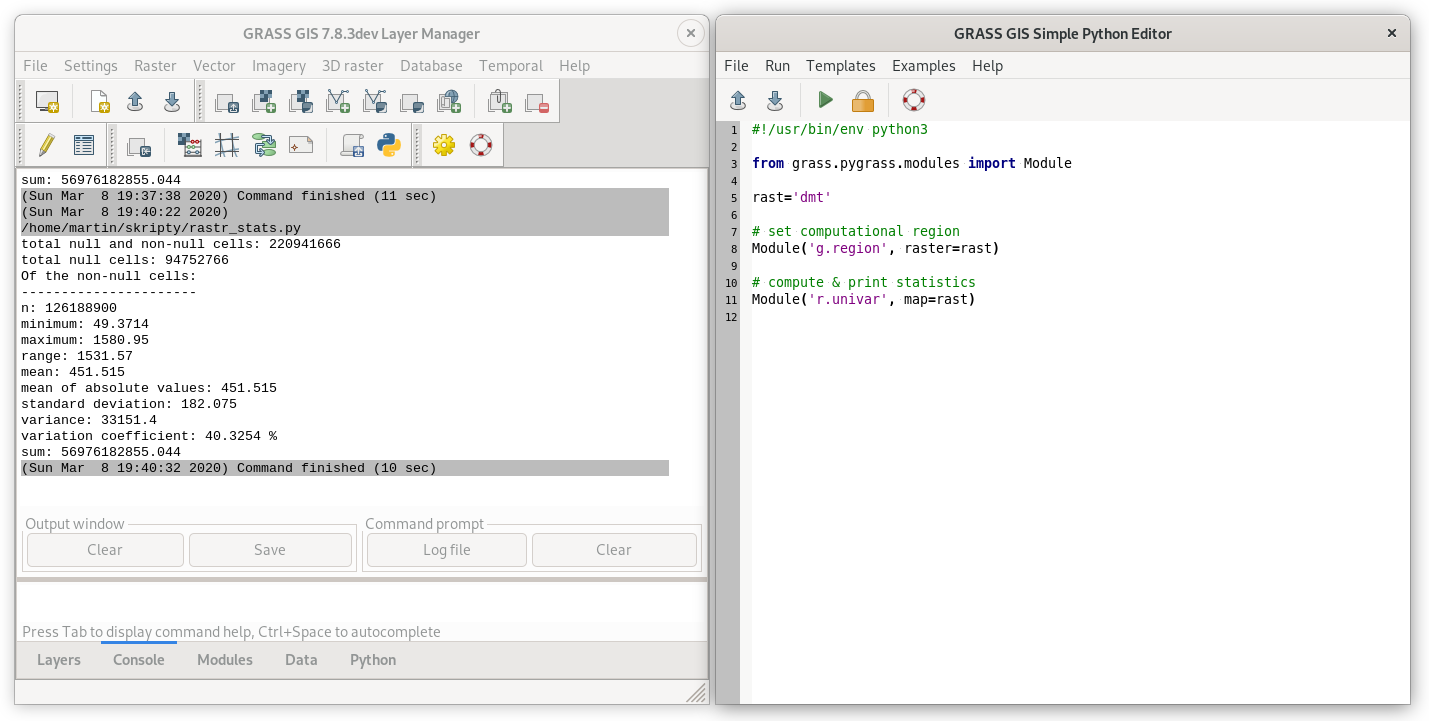 GRASS GIS 7.8.3dev Layer Manager
File Settings Raster Vector Imagery 3D raster Database Temporal Help
sum: 56976182855.044
(Sun Mar  8 19:37:38 2020) Command finished (11 sec)
(Sun Mar  8 19:40:22 2020)
/home/martin/skripty/rastr_stats.py
total null and non-null cells: 220941666
total null cells: 94752766
Of the non-null cells:
----------------------
n: 126188900
minimum: 49.3714
maximum: 1580.95
range: 1531.57
mean: 451.515
mean of absolute values: 451.515
standard deviation: 182.075
variance: 33151.4
variation coefficient: 40.3254 %
sum: 56976182855.044
(Sun Mar  8 19:40:32 2020) Command finished (10 sec)
Output window Command prompt
Clear Save Log file Clear
Press Tab to display command help, Ctrl+Space to autocomplete
Layers Console Modules Data Python
GRASS GIS Simple Python Editor
File Run Templates Examples Help
1 #!/usr/bin/env python3
2
3 from grass.pygrass.modules import Module
4
5 rast='dmt'
6
7 # set computational region
8 Module('g.region', raster=rast)
9
10 # compute & print statistics
11 Module('r.univar', map=rast)
12